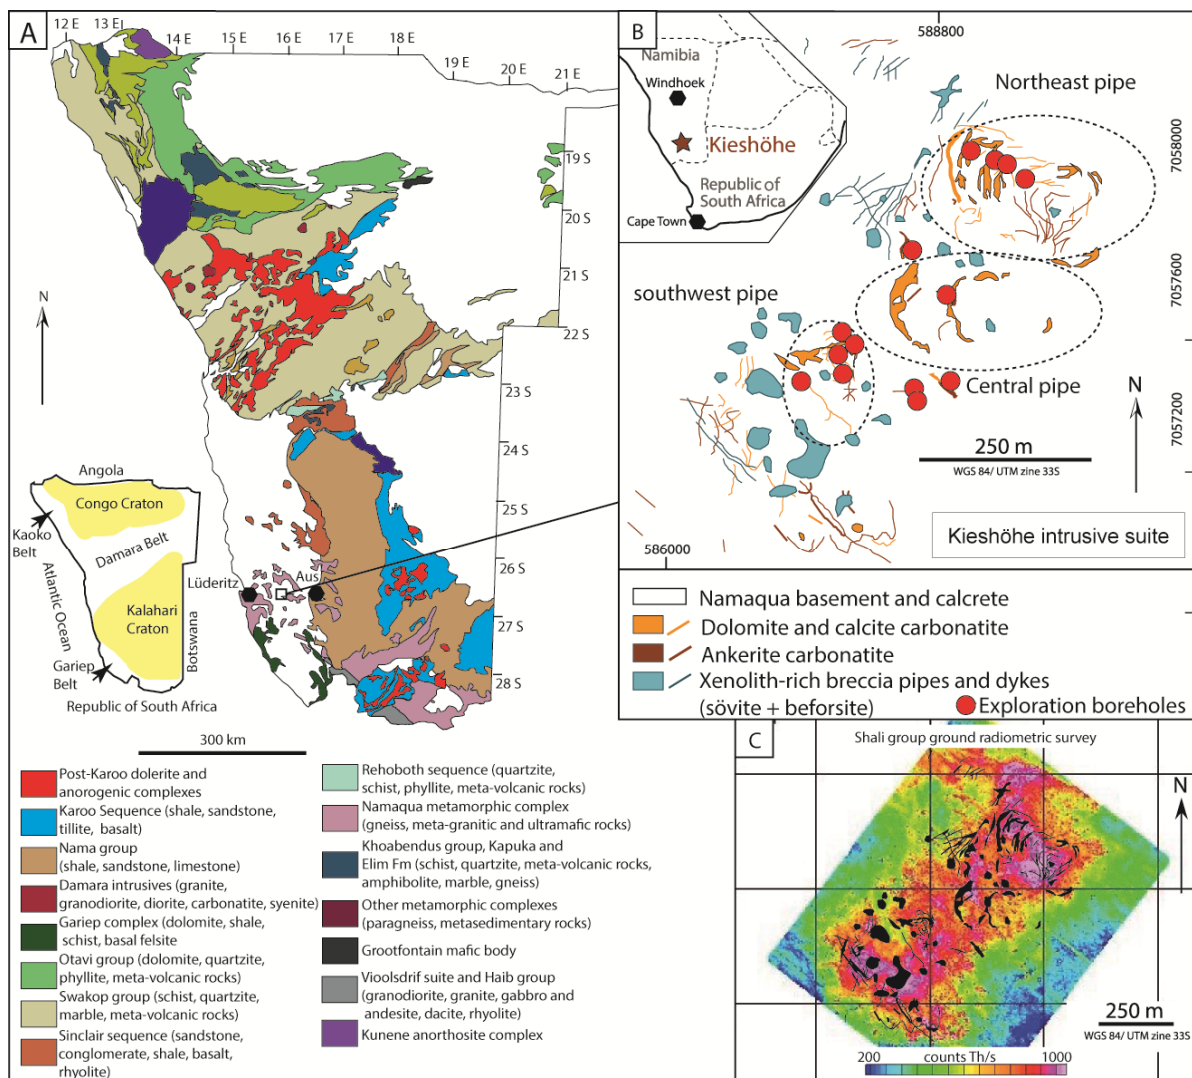 A
12 E
13 E
14 E
15 E
16 E
17 E
18 E
19 E
20 E
21 E
19 S
20 S
21 S
22 S
23 S
24 S
25 S
26 S
27 S
28 S
N
Angola
Congo Craton
Kaoko
Belt
Damara Belt
Atlantic Ocean
Kalahari
Craton
Botswana
Gariep
Belt
Republic of South Africa
Lüderitz
Aus
300 km
Post-Karoo dolerite and
anorogenic complexes
Karoo Sequence (shale, sandstone,
tillite, basalt)
Nama group
(shale, sandstone, limestone)
Damara intrusives (granite,
granodiorite, diorite, carbonatite, syenite)
Gariep complex (dolomite, shale,
schist, basal felsite
Otavi group (dolomite, quartzite,
phyllite, meta-volcanic rocks)
Swakop group (schist, quartzite,
marble, meta-volcanic rocks)
Sinclair sequence (sandstone,
conglomerate, shale, basalt,
rhyolite)
Rehoboth sequence (quartzite,
schist, phyllite, meta-volcanic rocks)
Namaqua metamorphic complex
(gneiss, meta-granitic and ultramafic rocks)
Khoabendus group, Kapuka and
Elim Fm (schist, quartzite, meta-volcanic rocks,
amphibolite, marble, gneiss)
Other metamorphic complexes
(paragneiss, metasedimentary rocks)
Grootfontain mafic body
Vioolsdrif suite and Haib group
(granodiorite, granite, gabbro and
andesite, dacite, rhyolite)
Kunene anorthosite complex
B
588800
Namibia
Windhoek
Kieshöhe
Republic of
South Africa
Cape Town
Northeast pipe
7058000
southwest pipe
7057600
Central pipe
N
7057200
250 m
WGS 84/ UTM zine 33S
586000
Kieshöhe intrusive suite
Namaqua basement and calcrete
Dolomite and calcite carbonatite
Ankerite carbonatite
Xenolith-rich breccia pipes and dykes
(sövite + beforsite)
Exploration boreholes
C
Shali group ground radiometric survey
N
250 m
WGS 84/ UTM zine 33S
200 counts Th/s 1000